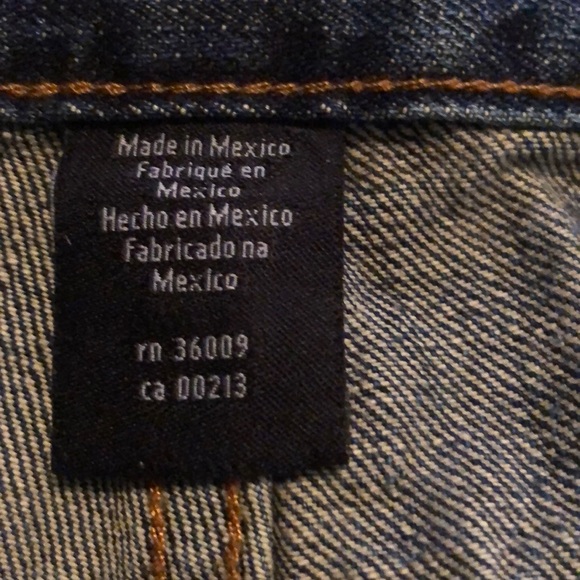 Made in Mexico
Fabriqué en
Mexico
Hecho en Mexico
Fabricado na
Mexico
rn 36009
ca 00213